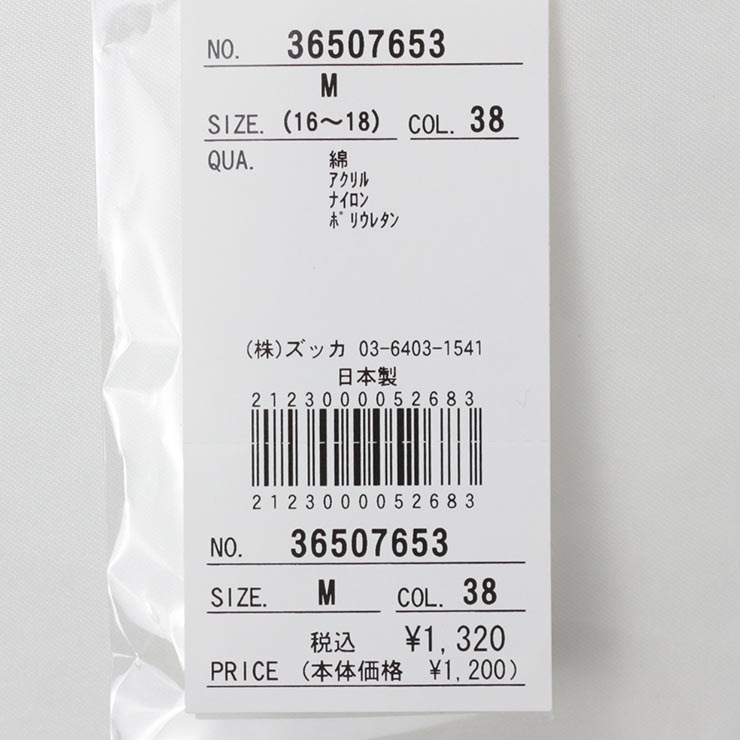 NO. 36507653
M
SIZE. (16〜18) COL. 38
QUA. 綿
アクリル
ナイロン
ポリウレタン
(株)ズッカ 03-6403-1541
日本製
2123000052683
2123000052683
NO. 36507653
SIZE. M COL. 38
税込 ¥1,320
PRICE (本体価格 ¥1,200)